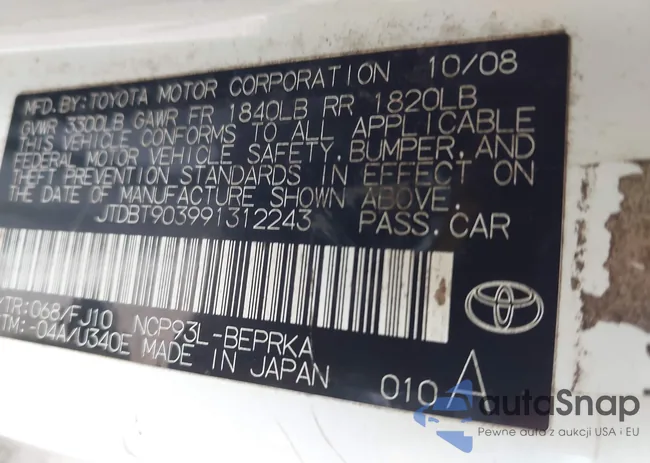 MFD. BY: TOYOTA MOTOR CORPORATION 10/08
GVWR 3300LB GAWR FR 1840LB RR 1820LB
THIS VEHICLE CONFORMS TO ALL APPLICABLE
FEDERAL MOTOR VEHICLE SAFETY, BUMPER, AND
THEFT PREVENTION STANDARDS IN EFFECT ON
THE DATE OF MANUFACTURE SHOWN ABOVE.
JTDBT903991312243 PASS. CAR
/TR:068/FJ10 NCP93L-BEPRKA
TM:-04A/U340E MADE IN JAPAN
010 A
autoSnap
Pewne auta z aukcji USA i EU